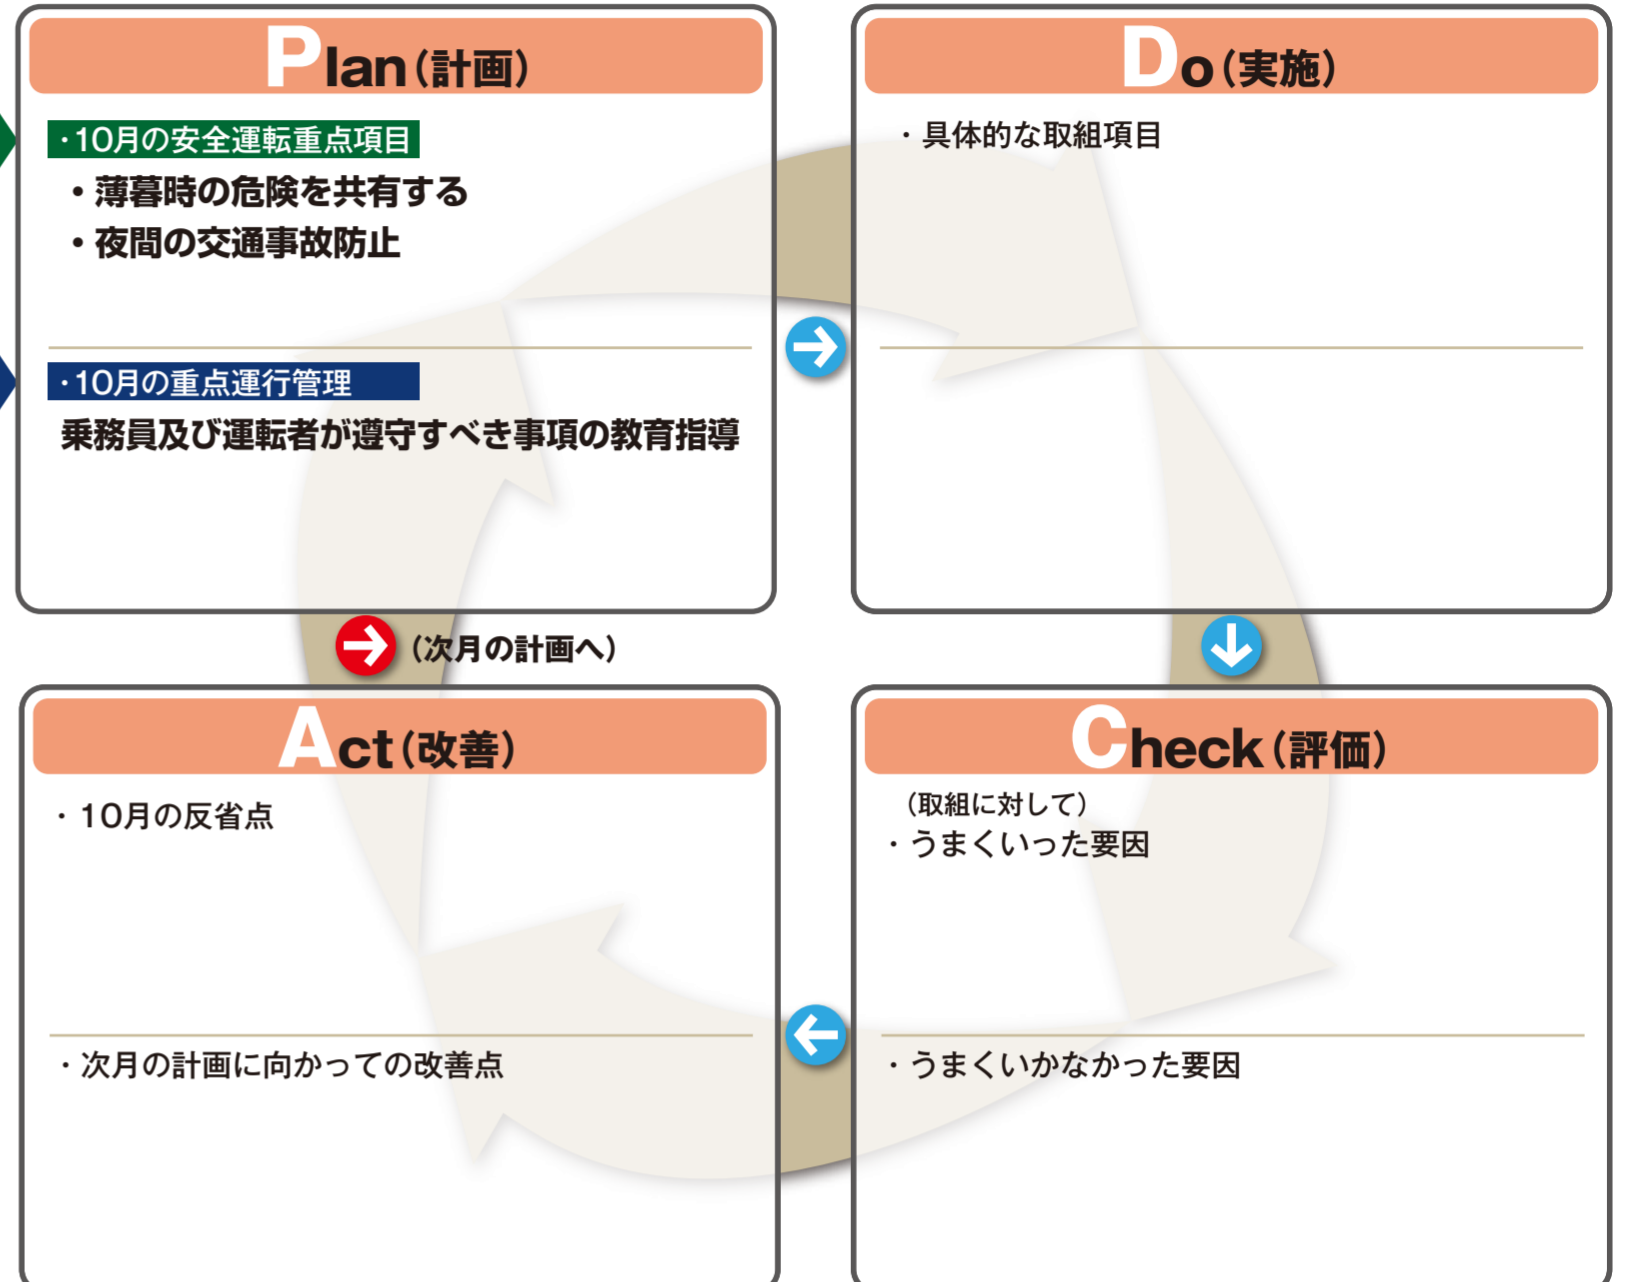 Plan(計画)
・10月の安全運転重点項目
・薄暮時の危険を共有する
・夜間の交通事故防止
・10月の重点運行管理
乗務員及び運転者が遵守すべき事項の教育指導
Do(実施)
・具体的な取組項目
(次月の計画へ)
Act(改善)
・10月の反省点
・次月の計画に向かっての改善点
Check(評価)
(取組に対して)
・うまくいった要因
・うまくいかなかった要因